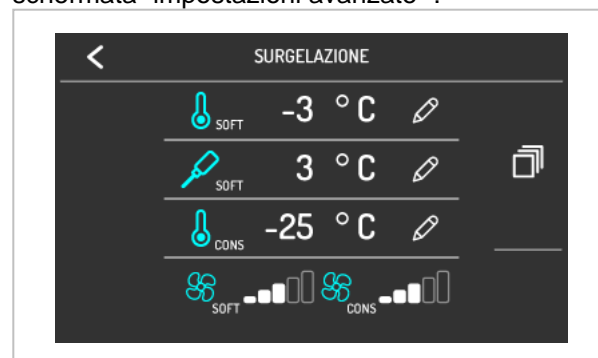 schermata "impostazioni avanzate".
SURGELAZIONE
SOFT -3 °C
SOFT 3 °C
CONS -25 °C
SOFT CONS